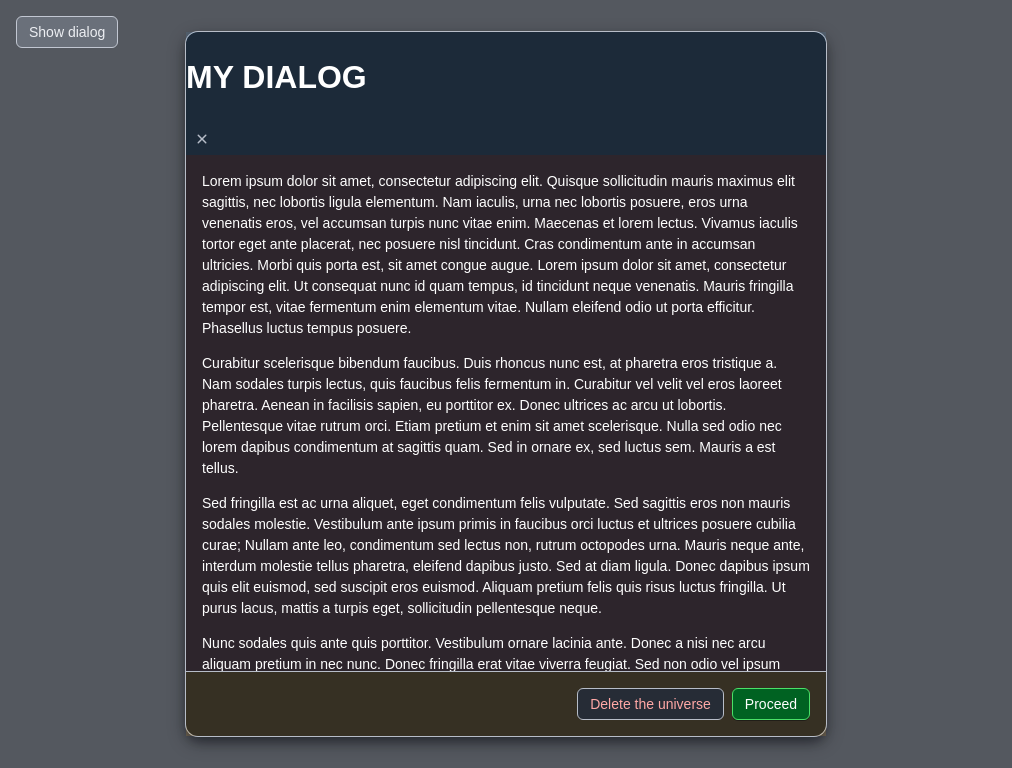 Show dialog
MY DIALOG
✕
Lorem ipsum dolor sit amet, consectetur adipiscing elit. Quisque sollicitudin mauris maximus elit
sagittis, nec lobortis ligula elementum. Nam iaculis, urna nec lobortis posuere, eros urna
venenatis eros, vel accumsan turpis nunc vitae enim. Maecenas et lorem lectus. Vivamus iaculis
tortor eget ante placerat, nec posuere nisl tincidunt. Cras condimentum ante in accumsan
ultricies. Morbi quis porta est, sit amet congue augue. Lorem ipsum dolor sit amet, consectetur
adipiscing elit. Ut consequat nunc id quam tempus, id tincidunt neque venenatis. Mauris fringilla
tempor est, vitae fermentum enim elementum vitae. Nullam eleifend odio ut porta efficitur.
Phasellus luctus tempus posuere.
Curabitur scelerisque bibendum faucibus. Duis rhoncus nunc est, at pharetra eros tristique a.
Nam sodales turpis lectus, quis faucibus felis fermentum in. Curabitur vel velit vel eros laoreet
pharetra. Aenean in facilisis sapien, eu porttitor ex. Donec ultrices ac arcu ut lobortis.
Pellentesque vitae rutrum orci. Etiam pretium et enim sit amet scelerisque. Nulla sed odio nec
lorem dapibus condimentum at sagittis quam. Sed in ornare ex, sed luctus sem. Mauris a est
tellus.
Sed fringilla est ac urna aliquet, eget condimentum felis vulputate. Sed sagittis eros non mauris
sodales molestie. Vestibulum ante ipsum primis in faucibus orci luctus et ultrices posuere cubilia
curae; Nullam ante leo, condimentum sed lectus non, rutrum octopodes urna. Mauris neque ante,
interdum molestie tellus pharetra, eleifend dapibus justo. Sed at diam ligula. Donec dapibus ipsum
quis elit euismod, sed suscipit eros euismod. Aliquam pretium felis quis risus luctus fringilla. Ut
purus lacus, mattis a turpis eget, sollicitudin pellentesque neque.
Nunc sodales quis ante quis porttitor. Vestibulum ornare lacinia ante. Donec a nisi nec arcu
aliquam pretium in nec nunc. Donec fringilla erat vitae viverra feugiat. Sed non odio vel ipsum
Delete the universe
Proceed